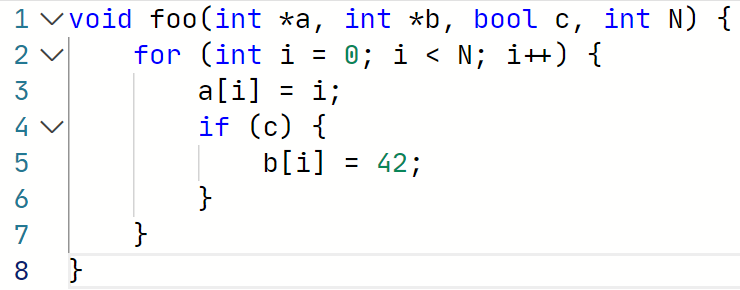 1 void foo(int *a, int *b, bool c, int N) {
2     for (int i = 0; i < N; i++) {
3         a[i] = i;
4         if (c) {
5             b[i] = 42;
6         }
7     }
8 }